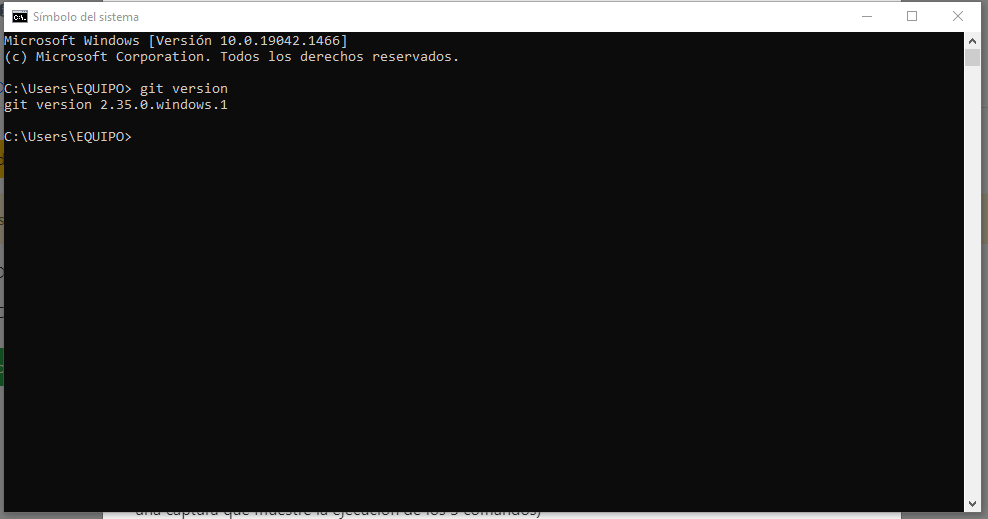 Símbolo del sistema
Microsoft Windows [Versión 10.0.19042.1466]
(c) Microsoft Corporation. Todos los derechos reservados.
C:\Users\EQUIPO> git version
git version 2.35.0.windows.1
C:\Users\EQUIPO>
una captura que muestre la ejecución de los 3 comandos)